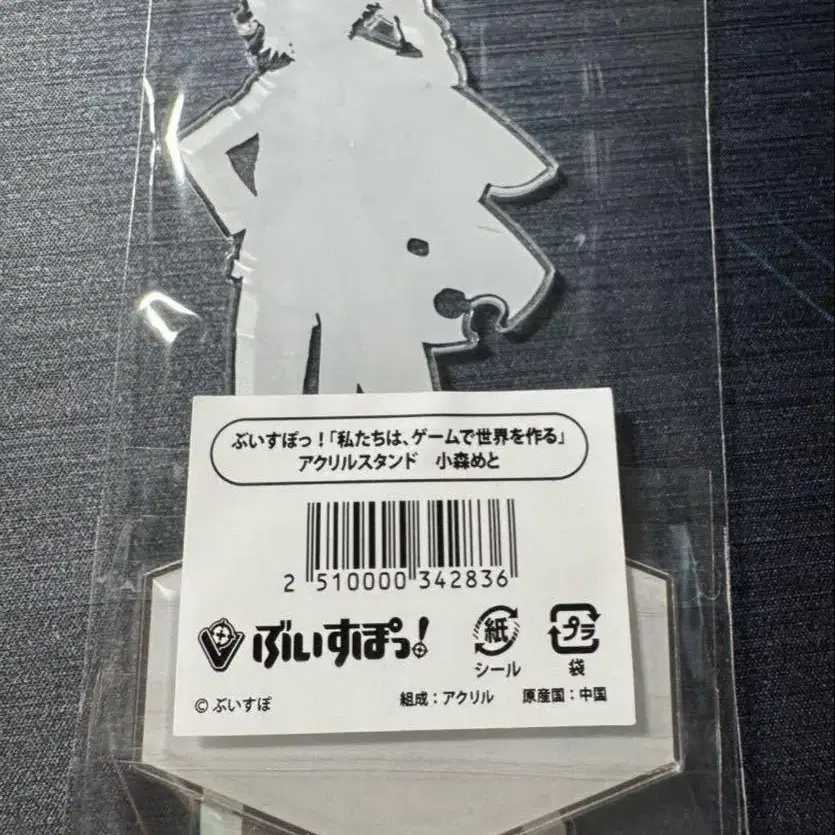 ぶいすぽっ！「私たちは、ゲームで世界を作る」
アクリルスタンド　小森めと
2 510000 342836
ぶいすぽっ!
紙
シール
プラ
袋
© ぶいすぽ
組成：アクリル　原産国：中国